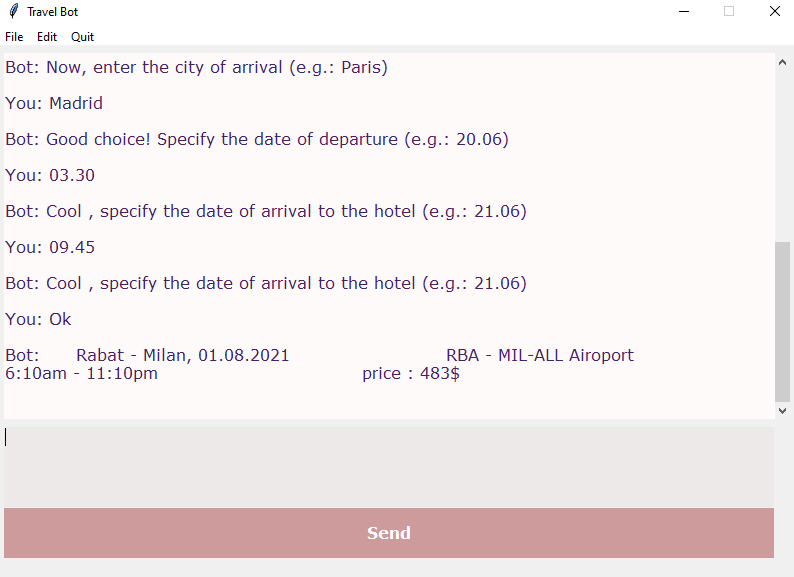 Travel Bot
File Edit Quit
Bot: Now, enter the city of arrival (e.g.: Paris)
You: Madrid
Bot: Good choice! Specify the date of departure (e.g.: 20.06)
You: 03.30
Bot: Cool , specify the date of arrival to the hotel (e.g.: 21.06)
You: 09.45
Bot: Cool , specify the date of arrival to the hotel (e.g.: 21.06)
You: Ok
Bot: Rabat - Milan, 01.08.2021 RBA - MIL-ALL Airoport
6:10am - 11:10pm price : 483$
Send